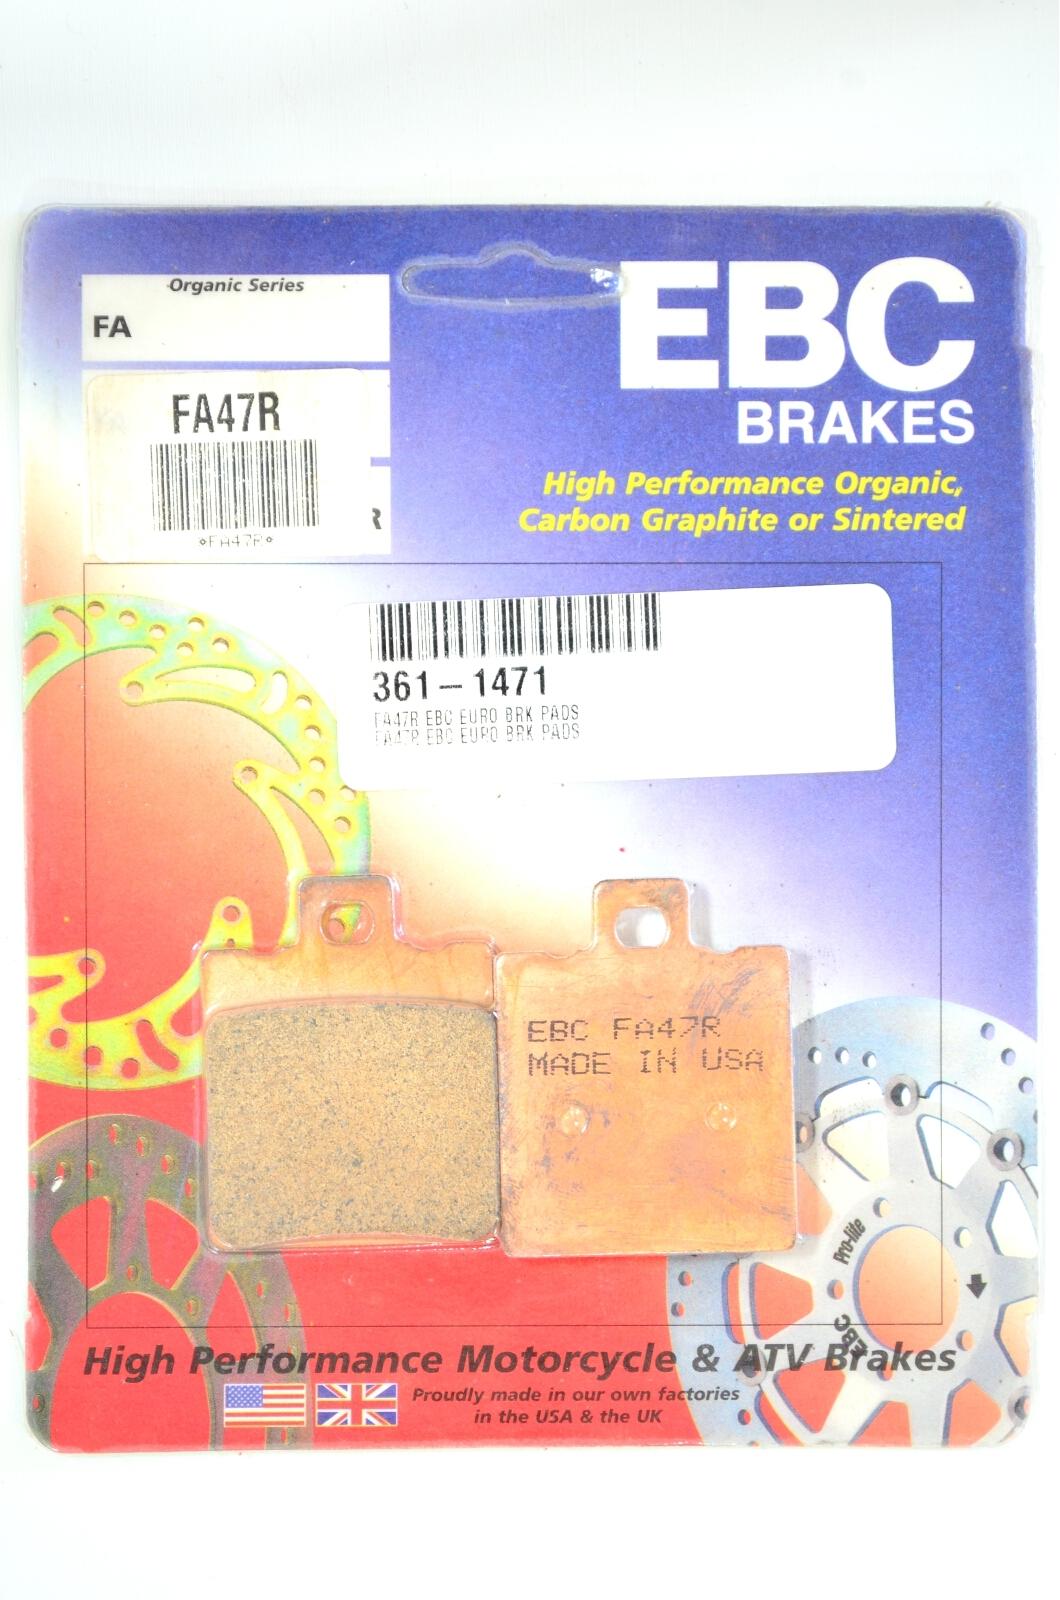 Organic Series
FA
EBC
BRAKES
FA47R
R
◇FA47R◇
High Performance Organic,
Carbon Graphite or Sintered
361-1471
FA47R EBC EURO BRK PADS
FA47R EBC EURO BRK PADS
EBC FA47R
MADE IN USA
Pro-lite
EBC
High Performance Motorcycle & ATV Brakes
Proudly made in our own factories
in the USA & the UK